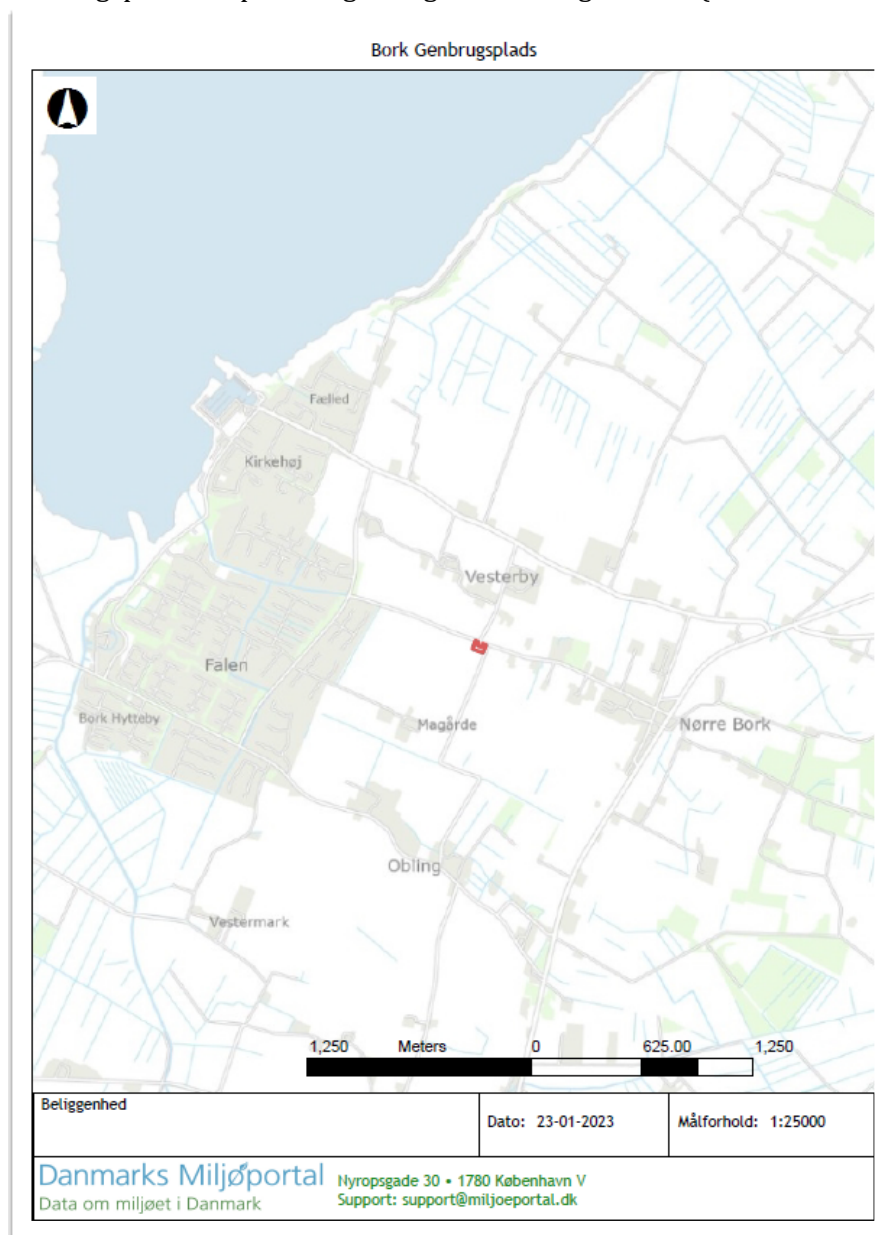 Bork Genbrugsplads
Fælled
Kirkehøj
Vesterby
Falen
Bork Hytteby
Magårde
Nørre Bork
Obling
Vestermark
1,250 Meters 0 625.00 1,250
Beliggenhed
Dato: 23-01-2023
Målforhold: 1:25000
Danmarks Miljøportal
Data om miljøet i Danmark
Nyropsgade 30 • 1780 København V
Support: support@miljoeportal.dk